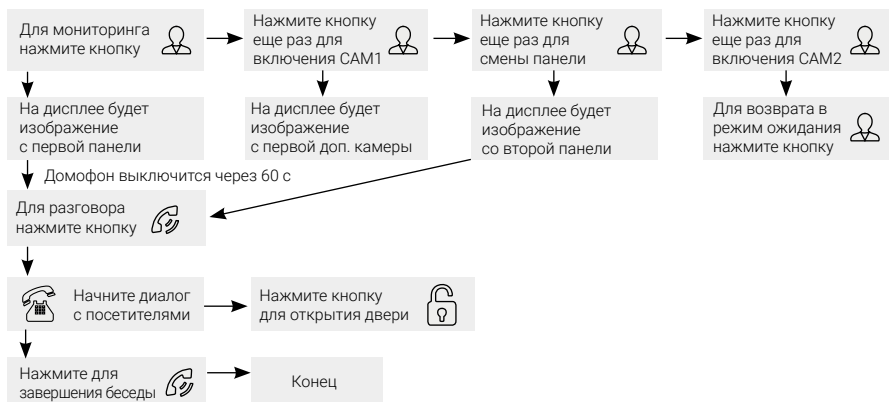 Для мониторинга
нажмите кнопку
Нажмите кнопку
еще раз для
включения CAM1
Нажмите кнопку
еще раз для
смены панели
Нажмите кнопку
еще раз для
включения CAM2
На дисплее будет
изображение
с первой панели
На дисплее будет
изображение
с первой доп. камеры
На дисплее будет
изображение
со второй панели
Для возврата в
режим ожидания
нажмите кнопку
Домофон выключится через 60 с
Для разговора
нажмите кнопку
Начните диалог
с посетителями
Нажмите кнопку
для открытия двери
Нажмите для
завершения беседы
Конец